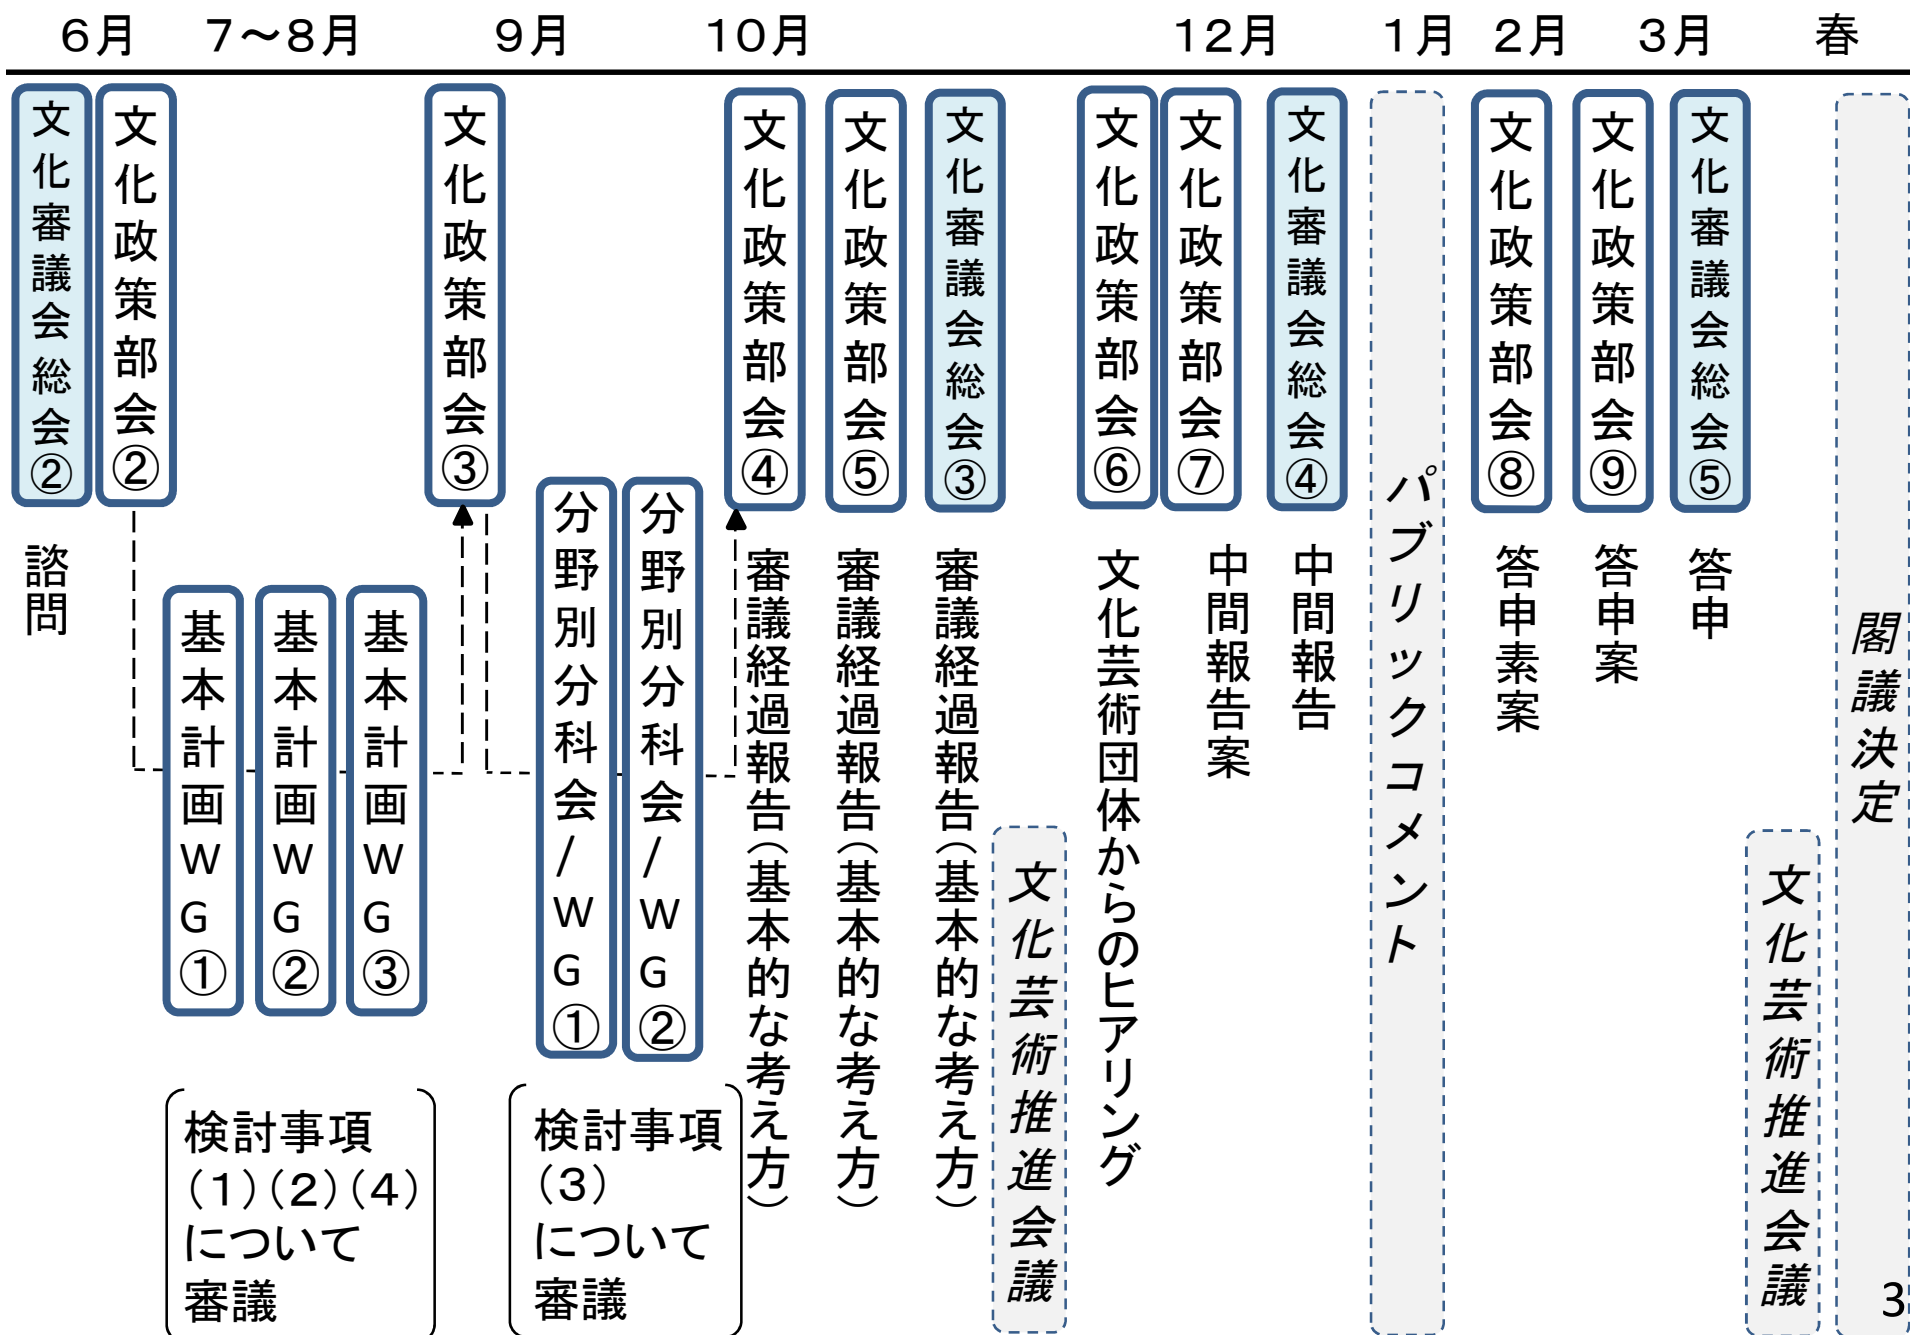 6月 7～8月 9月 10月 12月 1月 2月 3月 春
文化審議会総会②
諮問
文化政策部会②
基本計画WG①
基本計画WG②
基本計画WG③
検討事項
(1)(2)(4)
について
審議
文化政策部会③
分野別分科会/WG①
分野別分科会/WG②
検討事項
(3)
について
審議
文化政策部会④
審議経過報告(基本的な考え方)
文化政策部会⑤
審議経過報告(基本的な考え方)
文化審議会総会③
審議経過報告(基本的な考え方)
文化芸術推進会議
文化政策部会⑥
文化芸術団体からのヒアリング
文化政策部会⑦
中間報告案
文化審議会総会④
中間報告
パブリックコメント
文化政策部会⑧
答申素案
文化政策部会⑨
答申案
文化審議会総会⑤
答申
文化芸術推進会議
閣議決定
3